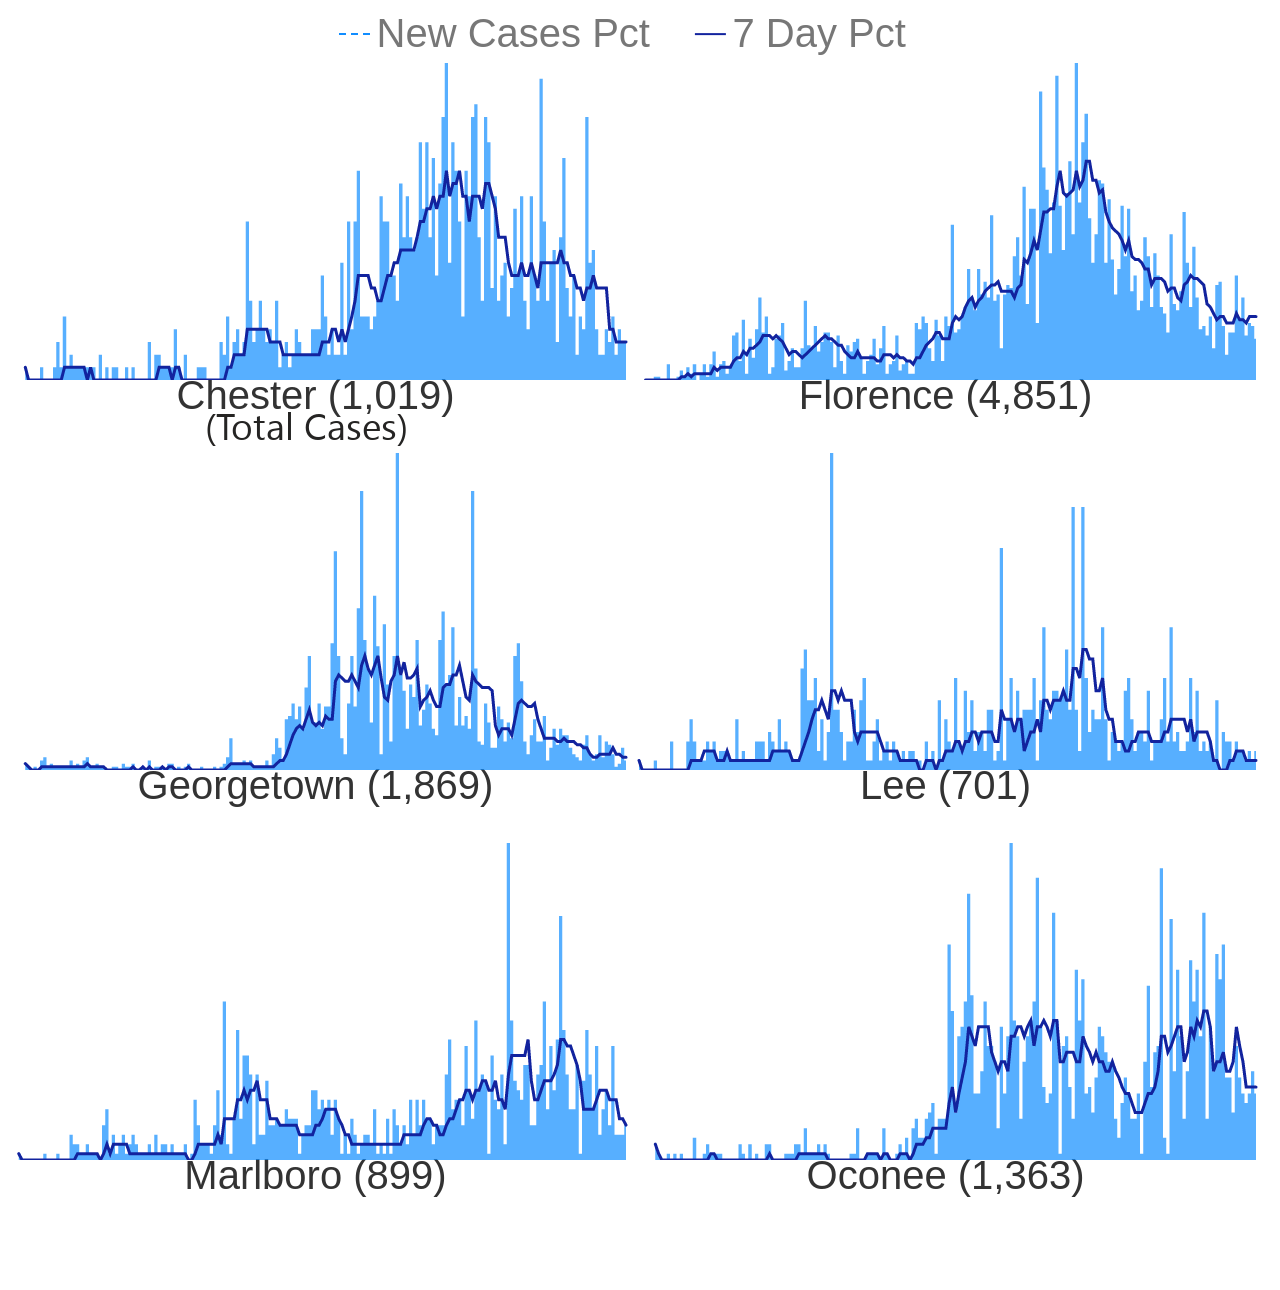 New Cases Pct 7 Day Pct
Chester (1,019) Florence (4,851)
(Total Cases)
Georgetown (1,869) Lee (701)
Marlboro (899) Oconee (1,363)